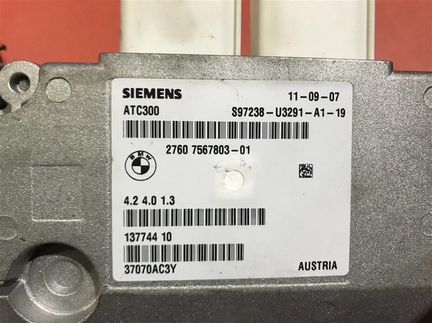 SIEMENS 11-09-07
ATC300 S97238-U3291-A1-19
BMW
2760 7567803-01
4.2 4.0 1.3
137744 10
37070AC3Y AUSTRIA